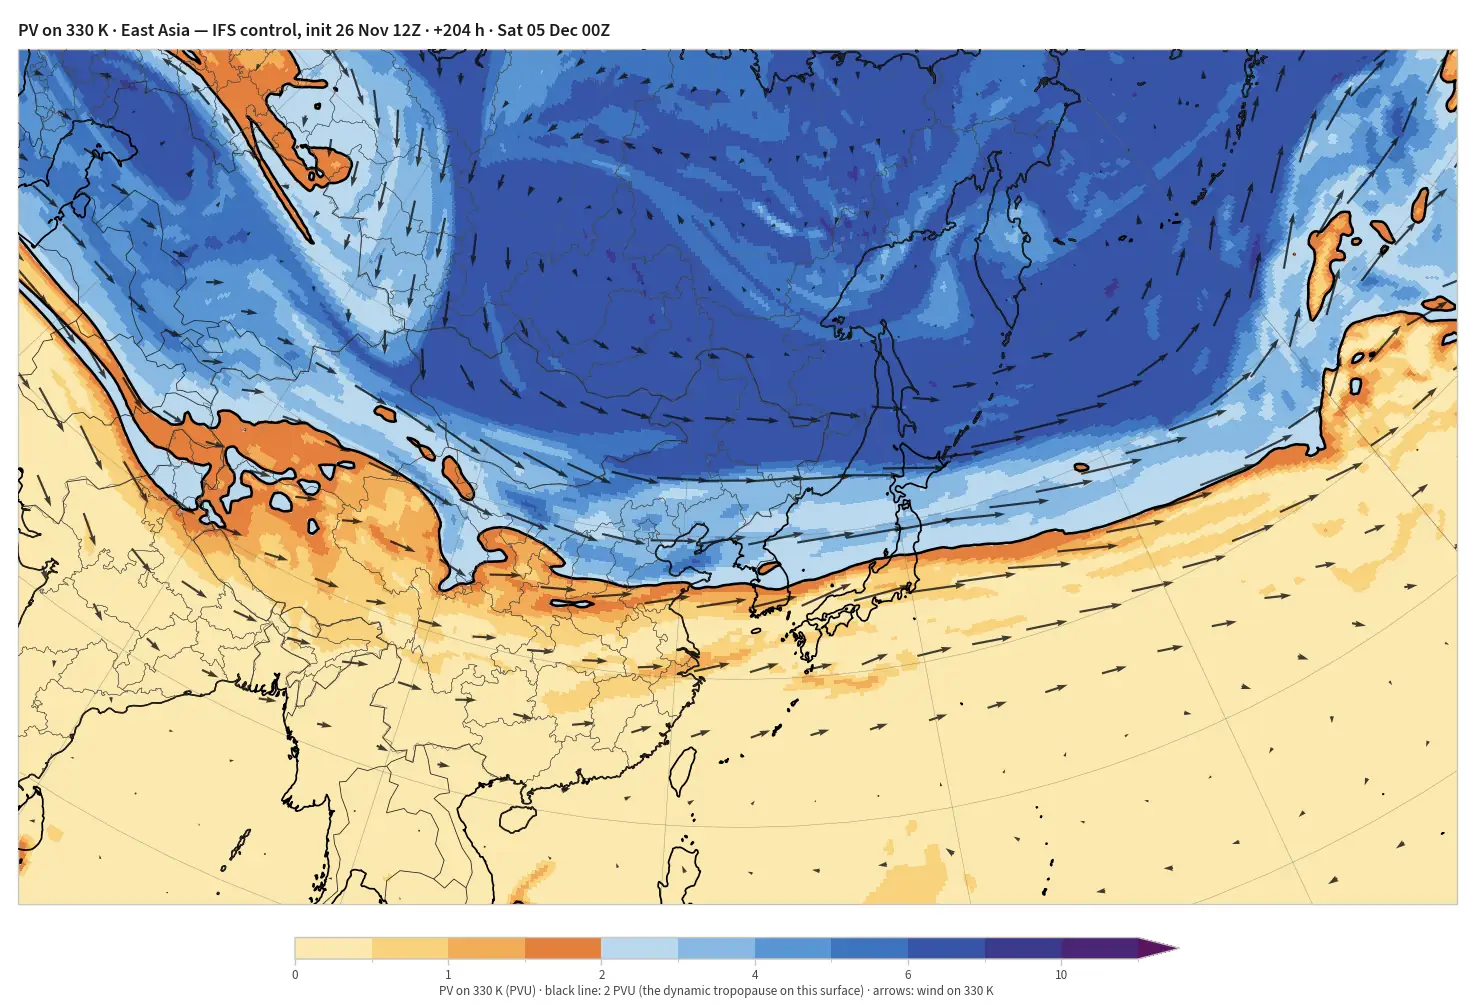 PV on 330 K · East Asia — IFS control, init 26 Nov 12Z · +204 h · Sat 05 Dec 00Z
0 1 2 4 6 10
PV on 330 K (PVU) · black line: 2 PVU (the dynamic tropopause on this surface) · arrows: wind on 330 K